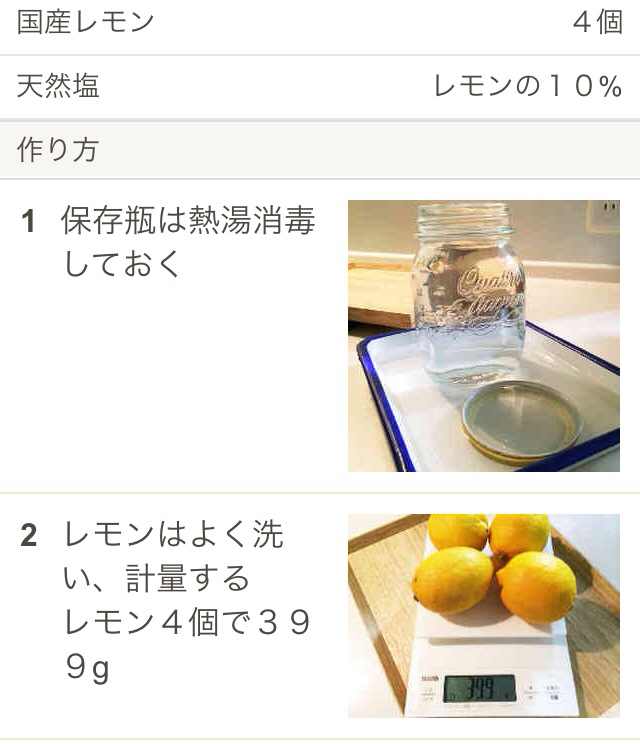 国産レモン ４個
天然塩 レモンの１０%
作り方
1 保存瓶は熱湯消毒
しておく
2 レモンはよく洗
い、計量する
レモン４個で３９
９g
399